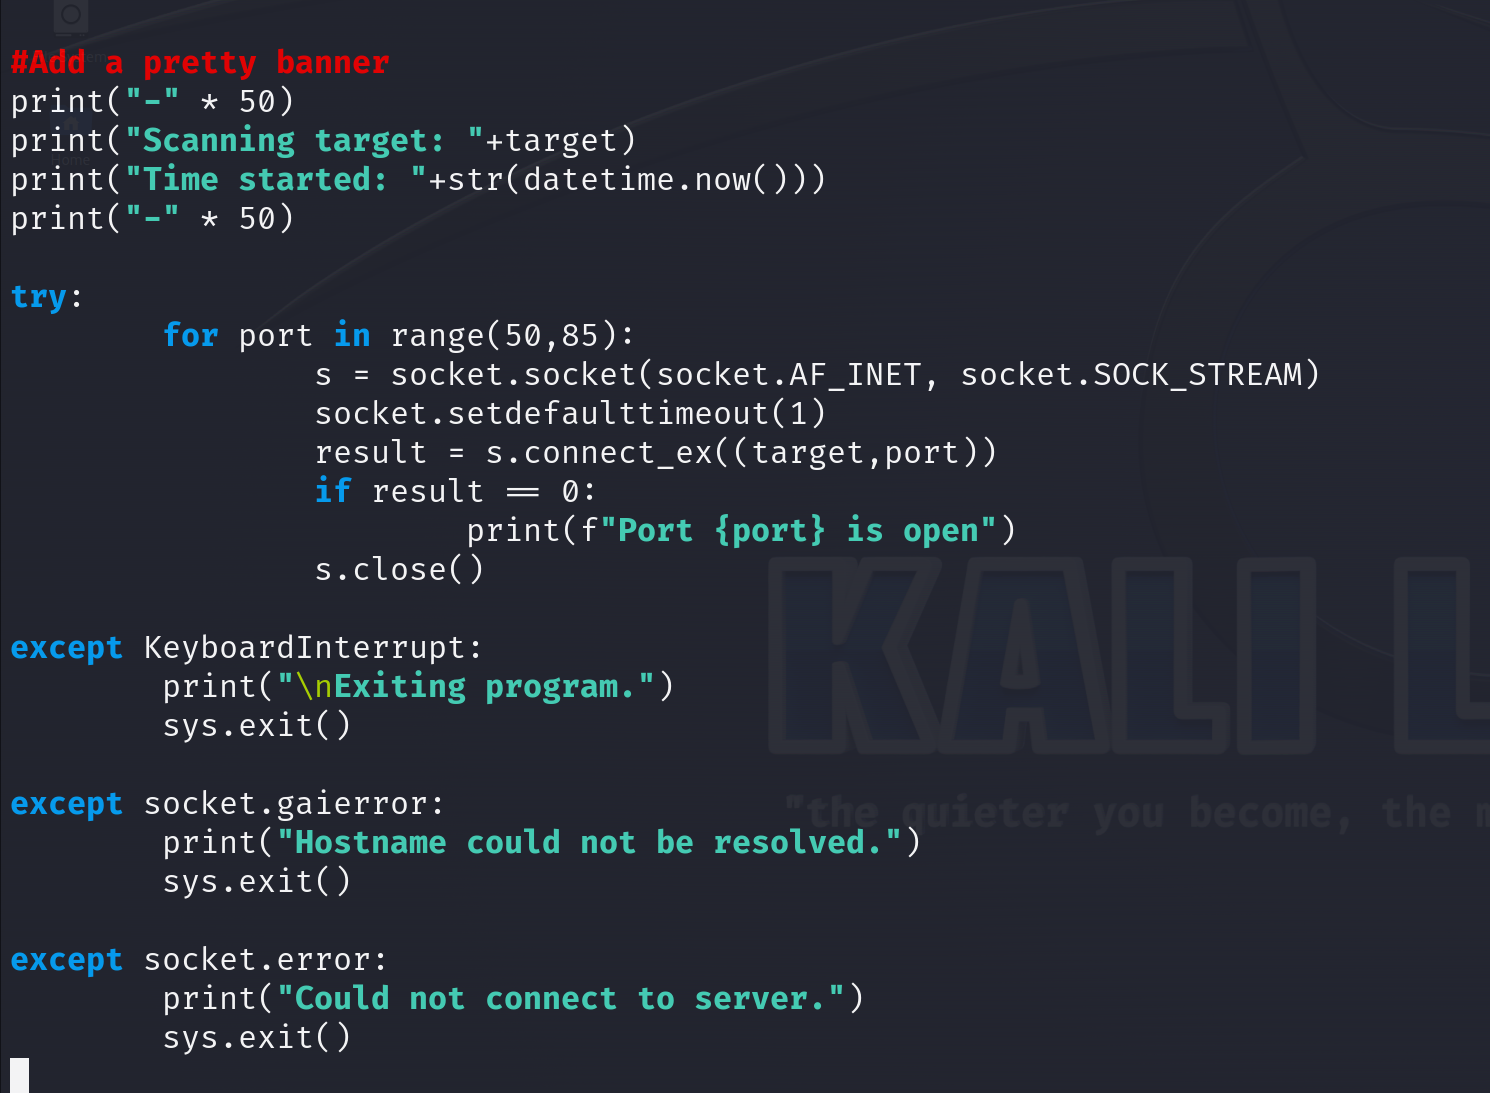 #Add a pretty banner
print("-" * 50)
print("Scanning target: "+target)
print("Time started: "+str(datetime.now()))
print("-" * 50)
try:
for port in range(50,85):
s = socket.socket(socket.AF_INET, socket.SOCK_STREAM)
socket.setdefaulttimeout(1)
result = s.connect_ex((target,port))
if result == 0:
print(f"Port {port} is open")
s.close()
except KeyboardInterrupt:
print("\nExiting program.")
sys.exit()
except socket.gaierror:
print("Hostname could not be resolved.")
sys.exit()
except socket.error:
print("Could not connect to server.")
sys.exit()
Home
KALI L
"the quieter you become, the